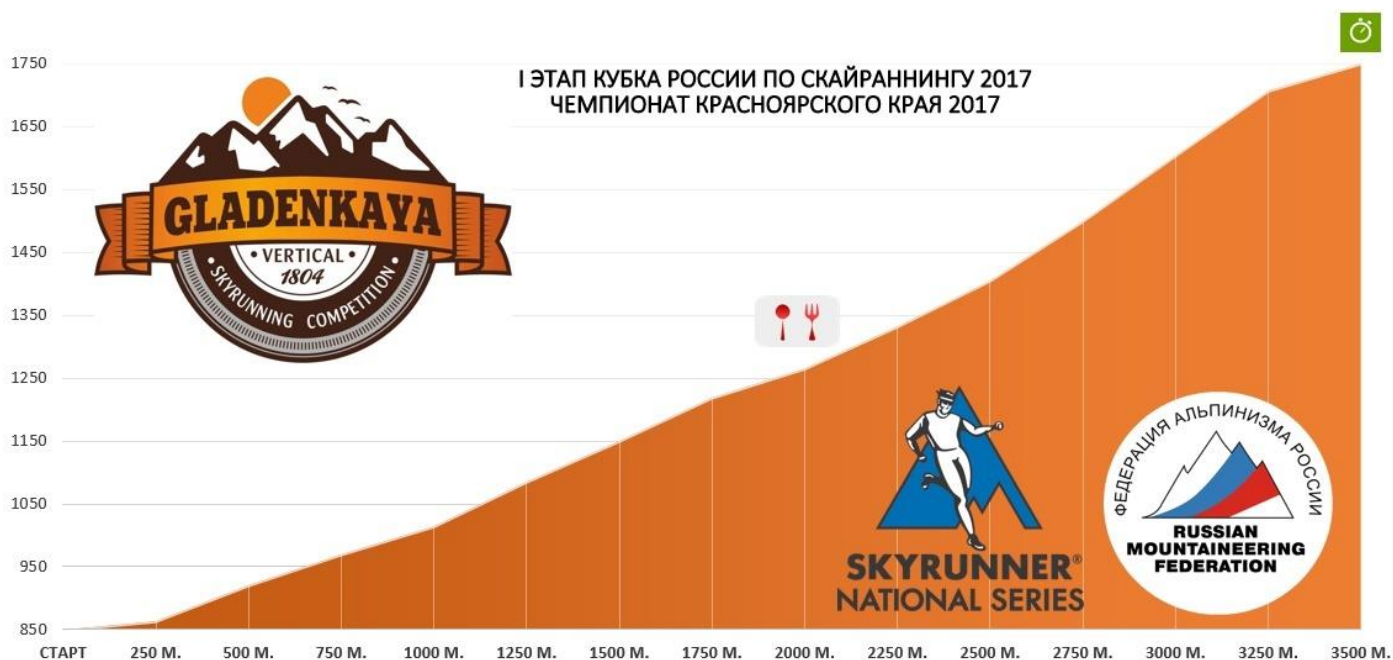 I ЭТАП КУБКА РОССИИ ПО СКАЙРАННИНГУ 2017
ЧЕМПИОНАТ КРАСНОЯРСКОГО КРАЯ 2017
1750
1650
1550
1450
1350
1250
1150
1050
950
850
GLADENKAYA
• VERTICAL •
1804
• SKYRUNNING COMPETITION •
SKYRUNNER®
NATIONAL SERIES
ФЕДЕРАЦИЯ АЛЬПИНИЗМА РОССИИ
RUSSIAN
MOUNTAINEERING
FEDERATION
СТАРТ 250 М. 500 М. 750 М. 1000 М. 1250 М. 1500 М. 1750 М. 2000 М. 2250 М. 2500 М. 2750 М. 3000 М. 3250 М. 3500 М.